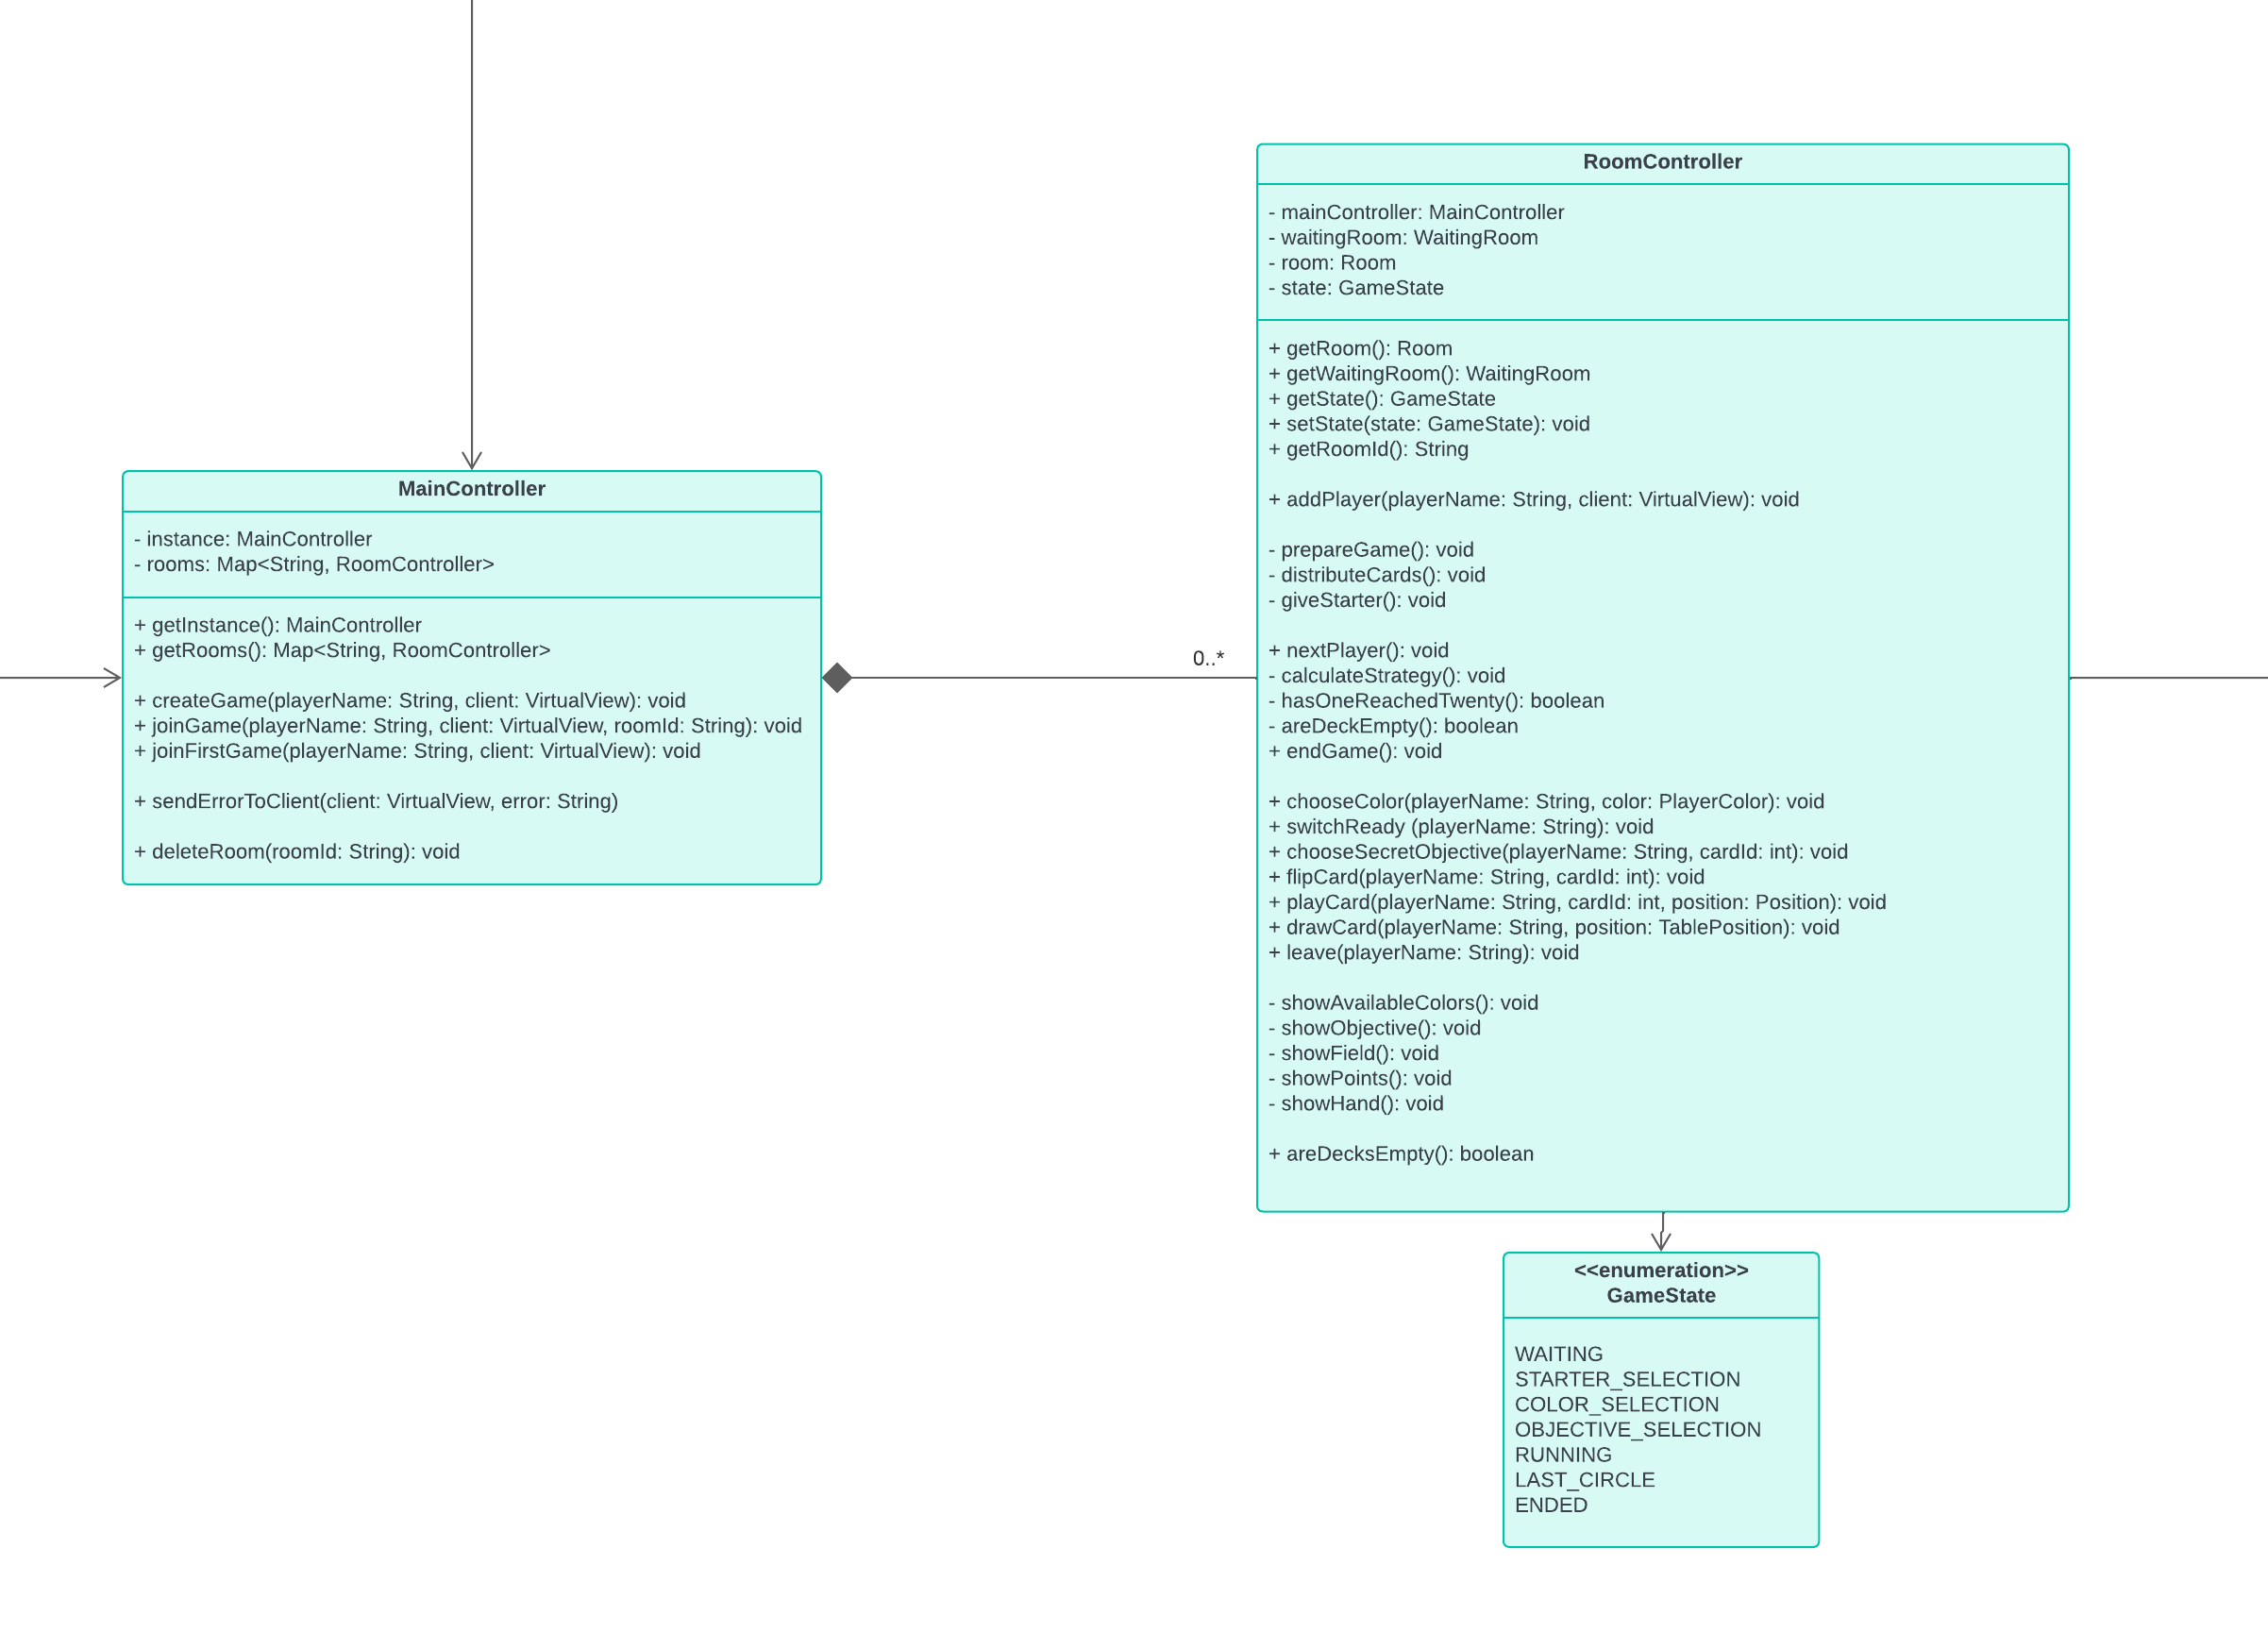 RoomController
- mainController: MainController
- waitingRoom: WaitingRoom
- room: Room
- state: GameState
+ getRoom(): Room
+ getWaitingRoom(): WaitingRoom
+ getState(): GameState
+ setState(state: GameState): void
+ getRoomId(): String
+ addPlayer(playerName: String, client: VirtualView): void
- prepareGame(): void
- distributeCards(): void
- giveStarter(): void
+ nextPlayer(): void
- calculateStrategy(): void
- hasOneReachedTwenty(): boolean
- areDeckEmpty(): boolean
+ endGame(): void
+ chooseColor(playerName: String, color: PlayerColor): void
+ switchReady (playerName: String): void
+ chooseSecretObjective(playerName: String, cardId: int): void
+ flipCard(playerName: String, cardId: int): void
+ playCard(playerName: String, cardId: int, position: Position): void
+ drawCard(playerName: String, position: TablePosition): void
+ leave(playerName: String): void
- showAvailableColors(): void
- showObjective(): void
- showField(): void
- showPoints(): void
- showHand(): void
+ areDecksEmpty(): boolean
MainController
- instance: MainController
- rooms: Map<String, RoomController>
+ getInstance(): MainController
+ getRooms(): Map<String, RoomController>
+ createGame(playerName: String, client: VirtualView): void
+ joinGame(playerName: String, client: VirtualView, roomId: String): void
+ joinFirstGame(playerName: String, client: VirtualView): void
+ sendErrorToClient(client: VirtualView, error: String)
+ deleteRoom(roomId: String): void
0..*
<<enumeration>>
GameState
WAITING
STARTER_SELECTION
COLOR_SELECTION
OBJECTIVE_SELECTION
RUNNING
LAST_CIRCLE
ENDED